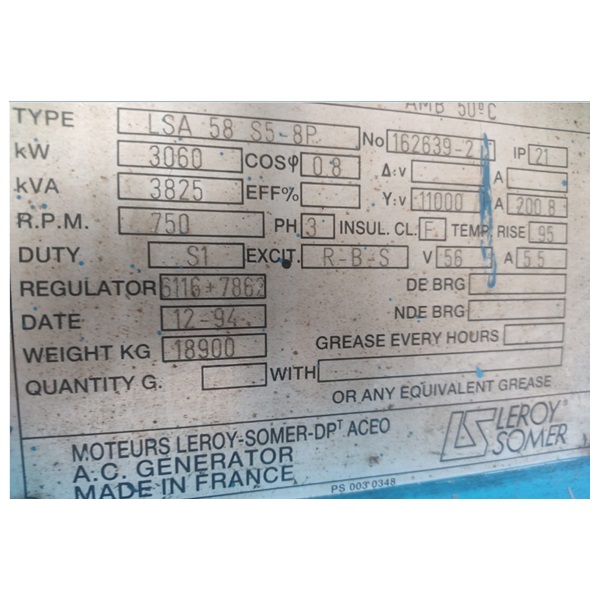 AMB 50°C
TYPE LSA 58 S5-8P No 162639-2 IP 21
kW 3060 COSφ 0.8 Δ:v A
kVA 3825 EFF% Y:v 11000 A 200.8
R.P.M. 750 PH 3 INSUL. CL. F TEMP. RISE 95
DUTY S1 EXCIT. R-B-S V 56 A 5.5
REGULATOR 6116+7862 DE BRG
DATE 12-94 NDE BRG
WEIGHT KG 18900 GREASE EVERY HOURS
QUANTITY G. WITH
OR ANY EQUIVALENT GREASE
MOTEURS LEROY-SOMER-DPT ACEO
LS LEROY® SOMER
A.C. GENERATOR
MADE IN FRANCE
PS 003 0348